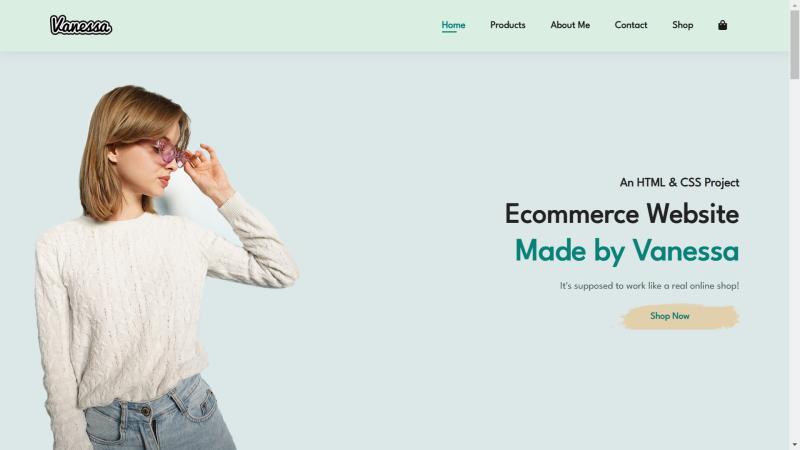 Vanessa
Home Products About Me Contact Shop
An HTML & CSS Project
Ecommerce Website
Made by Vanessa
It's supposed to work like a real online shop!
Shop Now